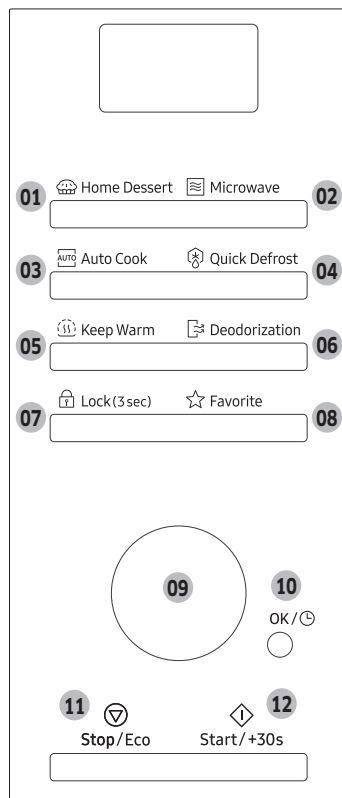 01 Home Dessert Microwave 02
03 AUTO Auto Cook Quick Defrost 04
05 Keep Warm Deodorization 06
07 Lock (3 sec) Favorite 08
09
10
OK/
11 12
Stop/Eco Start/+30s